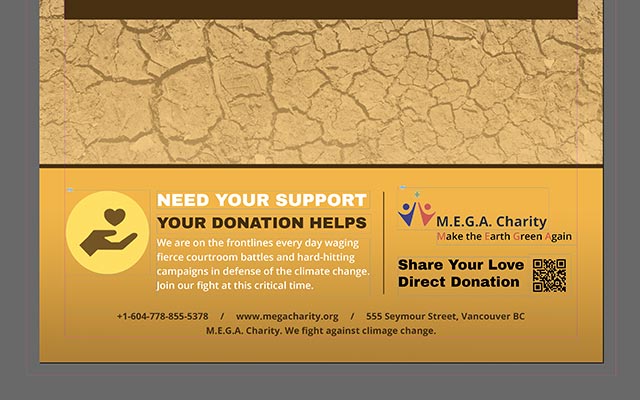 NEED YOUR SUPPORT
YOUR DONATION HELPS
We are on the frontlines every day waging
fierce courtroom battles and hard-hitting
campaigns in defense of the climate change.
Join our fight at this critical time.
M.E.G.A. Charity
Make the Earth Green Again
Share Your Love
Direct Donation
+1-604-778-855-5378 / www.megacharity.org / 555 Seymour Street, Vancouver BC
M.E.G.A. Charity. We fight against climage change.